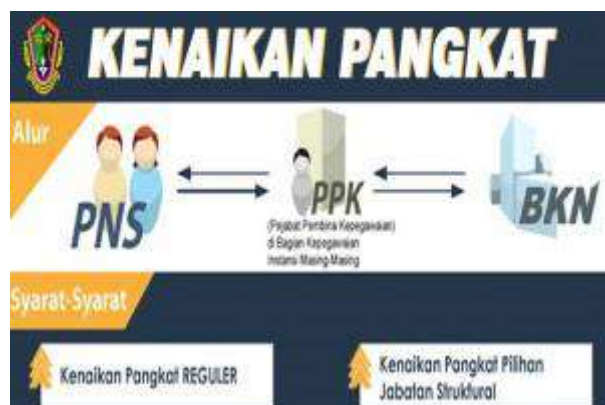 KENAIKAN PANGKAT
Alur
PNS
PPK
(Pejabat Pembina Kepegawaian)
di Bagian Kepegawaian
Instansi Masing-Masing
BKN
Syarat-Syarat
Kenaikan Pangkat REGULER
Kenaikan Pangkat Pilihan
Jabatan Struktural